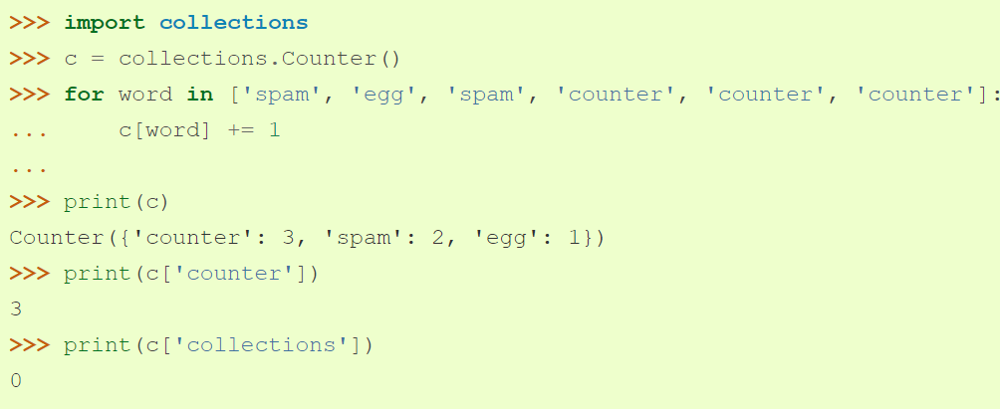 >>> import collections
>>> c = collections.Counter()
>>> for word in ['spam', 'egg', 'spam', 'counter', 'counter', 'counter']:
...     c[word] += 1
...
>>> print(c)
Counter({'counter': 3, 'spam': 2, 'egg': 1})
>>> print(c['counter'])
3
>>> print(c['collections'])
0